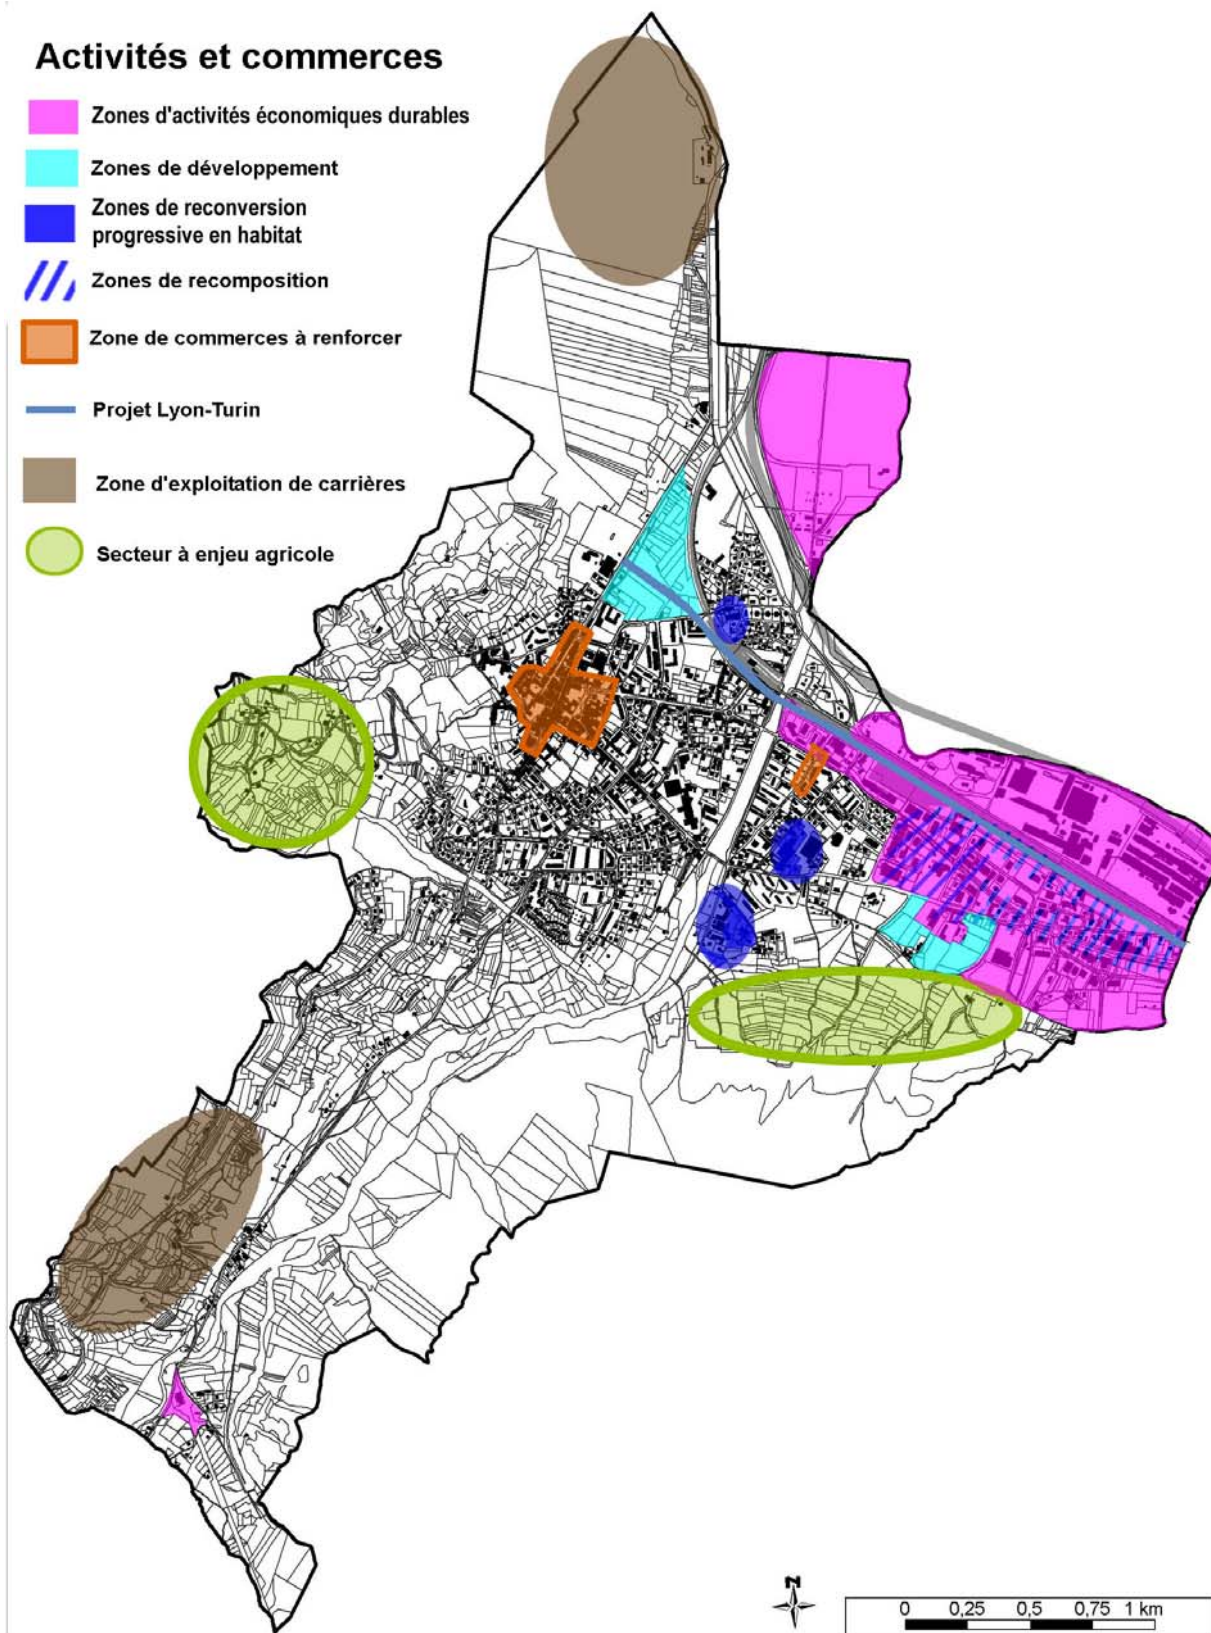 Activités et commerces
Zones d'activités économiques durables
Zones de développement
Zones de reconversion
progressive en habitat
Zones de recomposition
Zone de commerces à renforcer
Projet Lyon-Turin
Zone d'exploitation de carrières
Secteur à enjeu agricole
N
0 0,25 0,5 0,75 1 km